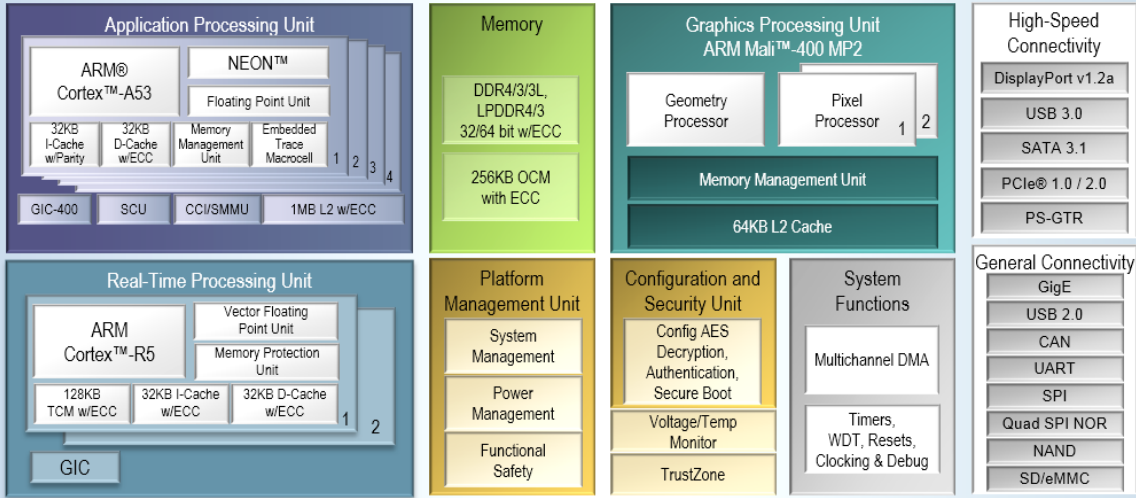 Application Processing Unit
ARM®
Cortex™-A53
NEON™
Floating Point Unit
32KB
I-Cache
w/Parity
32KB
D-Cache
w/ECC
Memory
Management
Unit
Embedded
Trace
Macrocell
1
2
3
4
GIC-400
SCU
CCI/SMMU
1MB L2 w/ECC
Memory
DDR4/3/3L,
LPDDR4/3
32/64 bit w/ECC
256KB OCM
with ECC
Graphics Processing Unit
ARM Mali™-400 MP2
Geometry
Processor
Pixel
Processor
1
2
Memory Management Unit
64KB L2 Cache
High-Speed
Connectivity
DisplayPort v1.2a
USB 3.0
SATA 3.1
PCIe® 1.0 / 2.0
PS-GTR
Real-Time Processing Unit
ARM
Cortex™-R5
Vector Floating
Point Unit
Memory Protection
Unit
128KB
TCM w/ECC
32KB I-Cache
w/ECC
32KB D-Cache
w/ECC
1
2
GIC
Platform
Management Unit
System
Management
Power
Management
Functional
Safety
Configuration and
Security Unit
Config AES
Decryption,
Authentication,
Secure Boot
Voltage/Temp
Monitor
TrustZone
System
Functions
Multichannel DMA
Timers,
WDT, Resets,
Clocking & Debug
General Connectivity
GigE
USB 2.0
CAN
UART
SPI
Quad SPI NOR
NAND
SD/eMMC